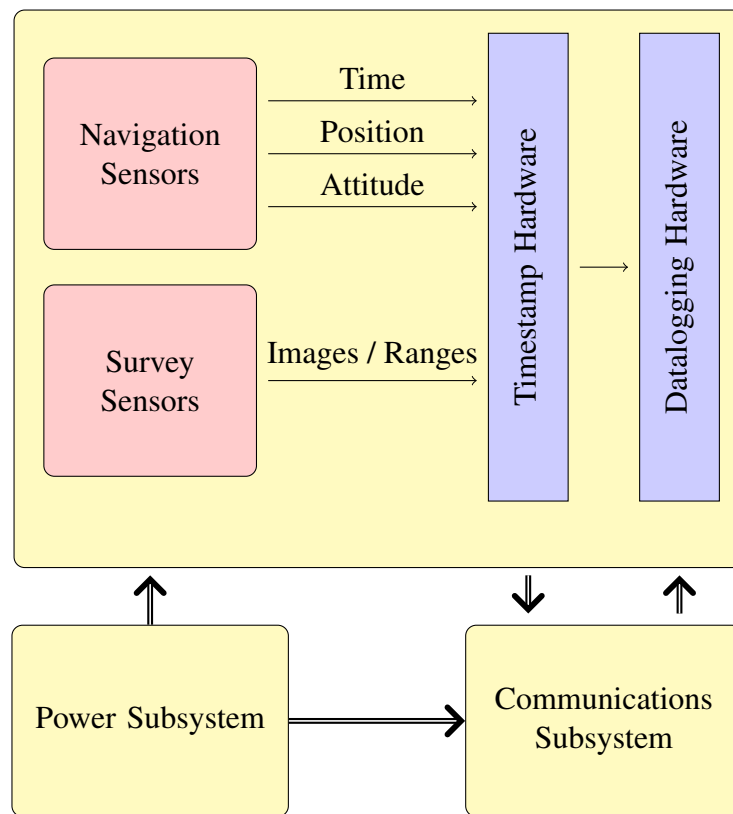 Navigation
Sensors
Time
Position
Attitude
Survey
Sensors
Images / Ranges
Timestamp Hardware
Datalogging Hardware
Power Subsystem
Communications
Subsystem